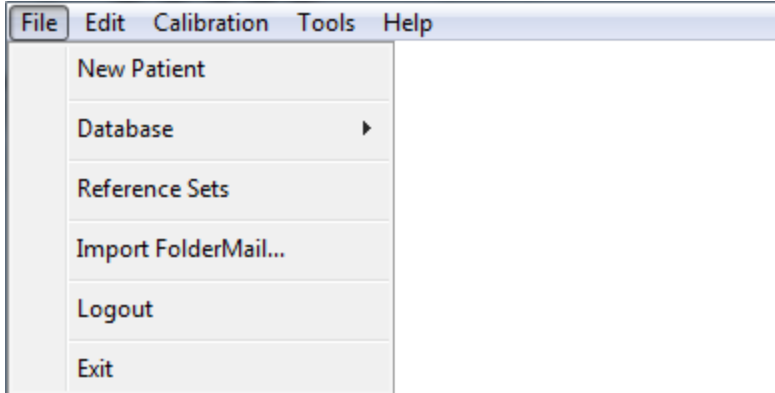 File Edit Calibration Tools Help
New Patient
Database
Reference Sets
Import FolderMail...
Logout
Exit